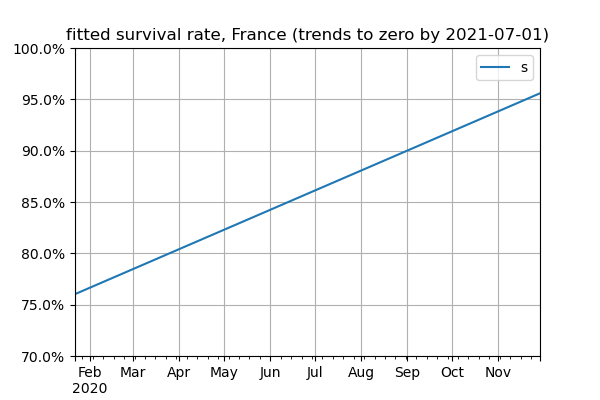 fitted survival rate, France (trends to zero by 2021-07-01)
100.0%
s
95.0%
90.0%
85.0%
80.0%
75.0%
70.0%
Feb Mar Apr May Jun Jul Aug Sep Oct Nov
2020